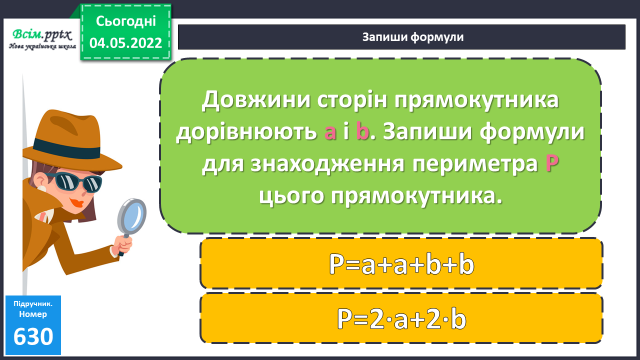 Всім.pptx
Нова українська школа
Сьогодні
04.05.2022
Запиши формули
Довжини сторін прямокутника
дорівнюють a і b. Запиши формули
для знаходження периметра P
цього прямокутника.
P=a+a+b+b
P=2·a+2·b
Підручник.
Номер
630